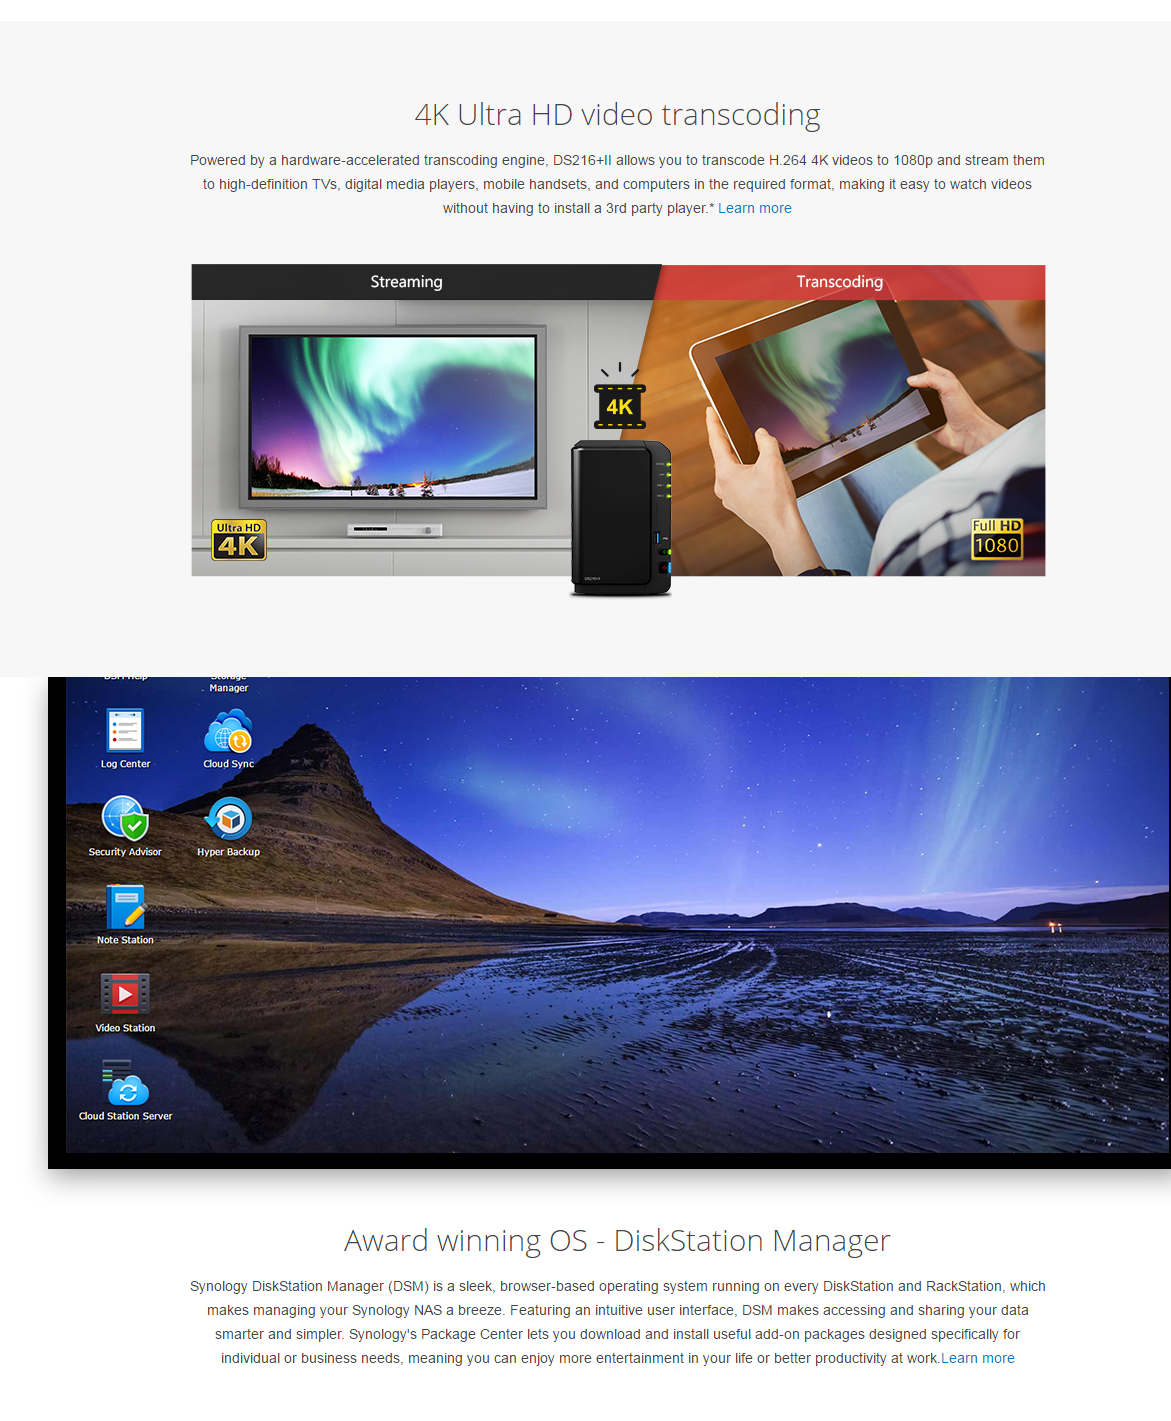 4K Ultra HD video transcoding
Powered by a hardware-accelerated transcoding engine, DS216+II allows you to transcode H.264 4K videos to 1080p and stream them
to high-definition TVs, digital media players, mobile handsets, and computers in the required format, making it easy to watch videos
without having to install a 3rd party player.* Learn more
Streaming
Transcoding
4K
Ultra HD
4K
Full HD
1080
DSM Help
Storage
Manager
Log Center
Cloud Sync
Security Advisor
Hyper Backup
Note Station
Video Station
Cloud Station Server
Award winning OS - DiskStation Manager
Synology DiskStation Manager (DSM) is a sleek, browser-based operating system running on every DiskStation and RackStation, which
makes managing your Synology NAS a breeze. Featuring an intuitive user interface, DSM makes accessing and sharing your data
smarter and simpler. Synology's Package Center lets you download and install useful add-on packages designed specifically for
individual or business needs, meaning you can enjoy more entertainment in your life or better productivity at work.Learn more